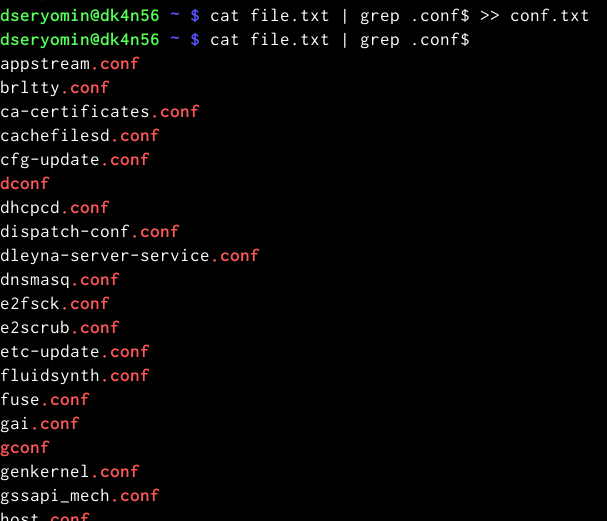 dseryomin@dk4n56 ~ $ cat file.txt | grep .conf$ >> conf.txt
dseryomin@dk4n56 ~ $ cat file.txt | grep .conf$
appstream.conf
brltty.conf
ca-certificates.conf
cachefilesd.conf
cfg-update.conf
dconf
dhcpcd.conf
dispatch-conf.conf
dleyna-server-service.conf
dnsmasq.conf
e2fsck.conf
e2scrub.conf
etc-update.conf
fluidsynth.conf
fuse.conf
gai.conf
gconf
genkernel.conf
gssapi_mech.conf
host.conf